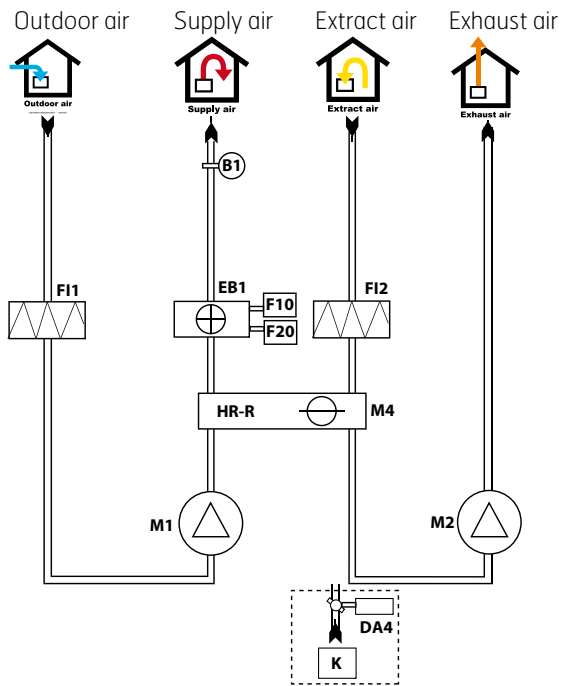 Outdoor air Supply air Extract air Exhaust air
Outdoor air
Supply air
Extract air
Exhaust air
B1
FI1
EB1
F10
F20
FI2
HR-R
M4
M1
M2
DA4
K